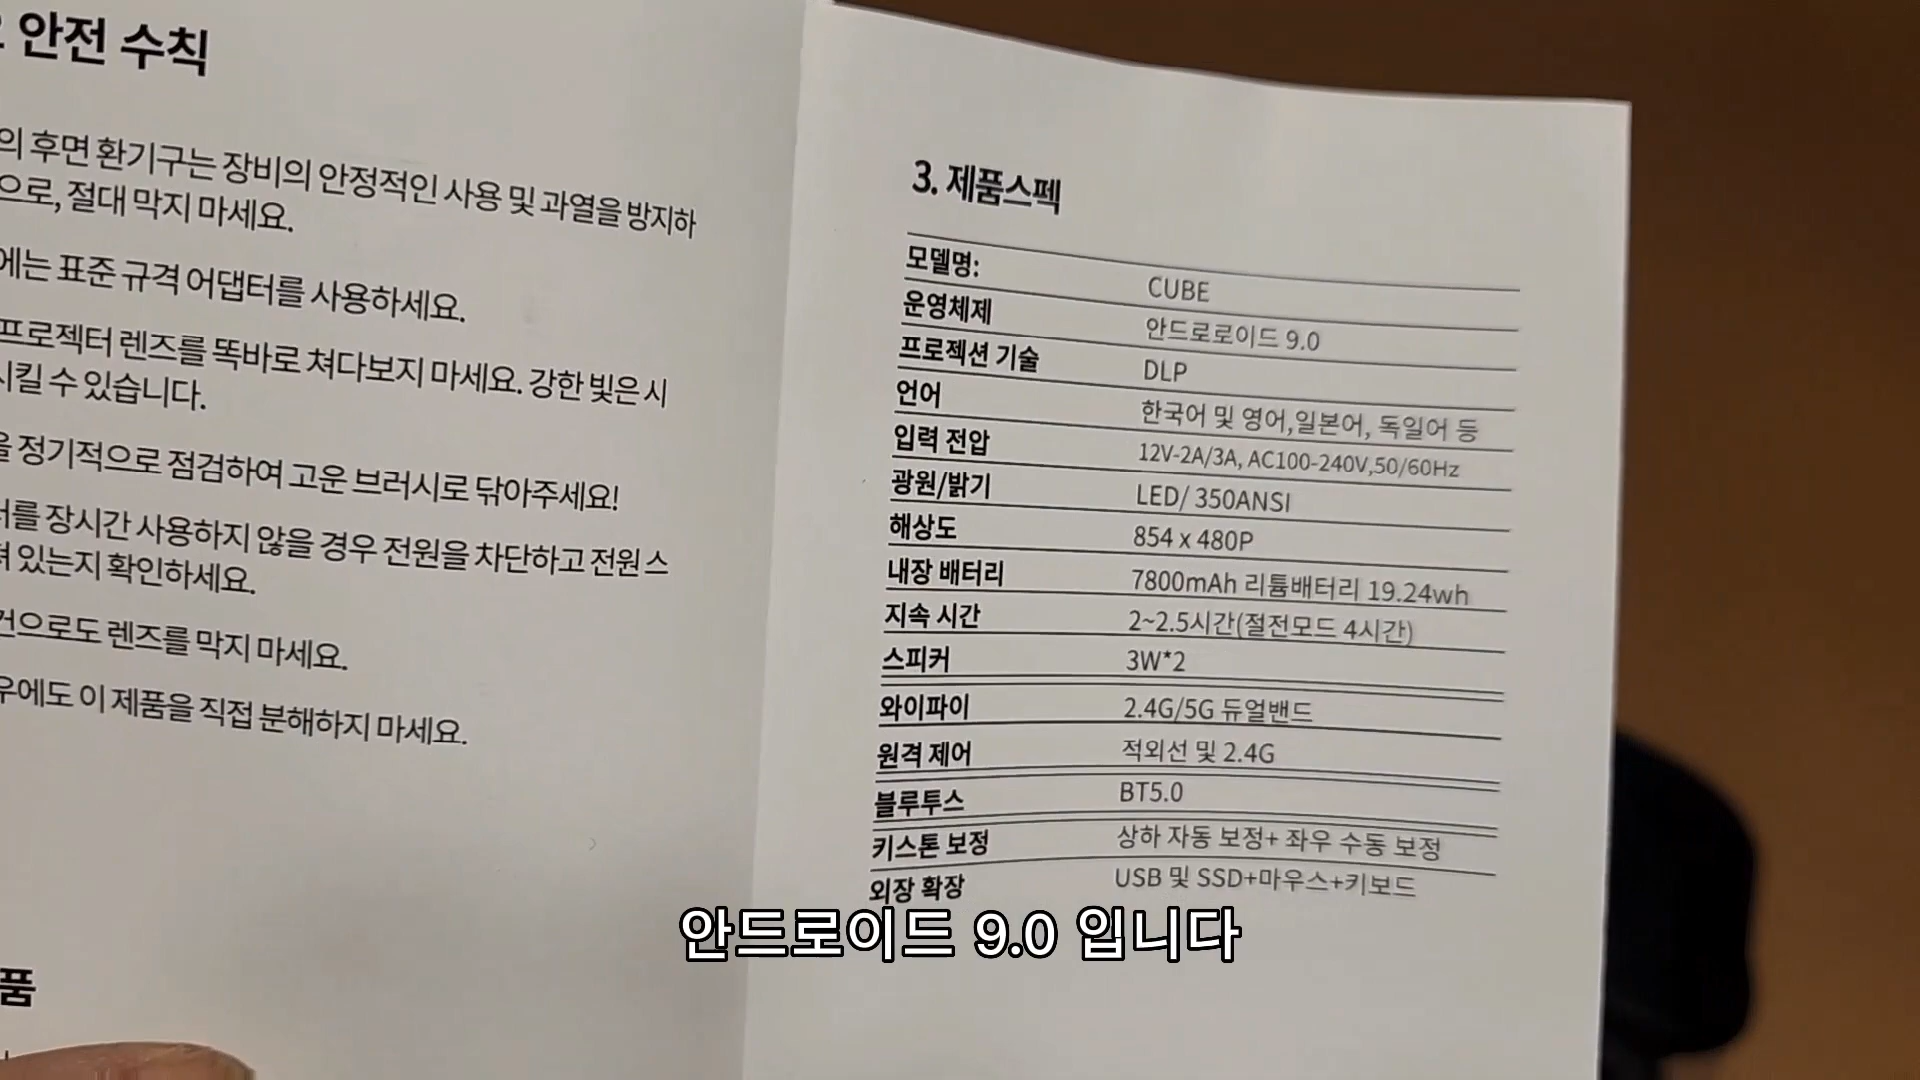 안전 수칙
의 후면 환기구는 장비의 안정적인 사용 및 과열을 방지하
으로, 절대 막지 마세요.
에는 표준 규격 어댑터를 사용하세요.
프로젝터 렌즈를 똑바로 쳐다보지 마세요. 강한 빛은 시
시킬 수 있습니다.
을 정기적으로 점검하여 고운 브러시로 닦아주세요!
를 장시간 사용하지 않을 경우 전원을 차단하고 전원 스
져 있는지 확인하세요.
건으로도 렌즈를 막지 마세요.
우에도 이 제품을 직접 분해하지 마세요.
품
3. 제품스펙
모델명: CUBE
운영체제 안드로로이드 9.0
프로젝션 기술 DLP
언어 한국어 및 영어,일본어, 독일어 등
입력 전압 12V-2A/3A, AC100-240V,50/60Hz
광원/밝기 LED/ 350ANSI
해상도 854 x 480P
내장 배터리 7800mAh 리튬배터리 19.24wh
지속 시간 2~2.5시간(절전모드 4시간)
스피커 3W*2
와이파이 2.4G/5G 듀얼밴드
원격 제어 적외선 및 2.4G
블루투스 BT5.0
키스톤 보정 상하 자동 보정+ 좌우 수동 보정
외장 확장 USB 및 SSD+마우스+키보드
안드로이드 9.0 입니다